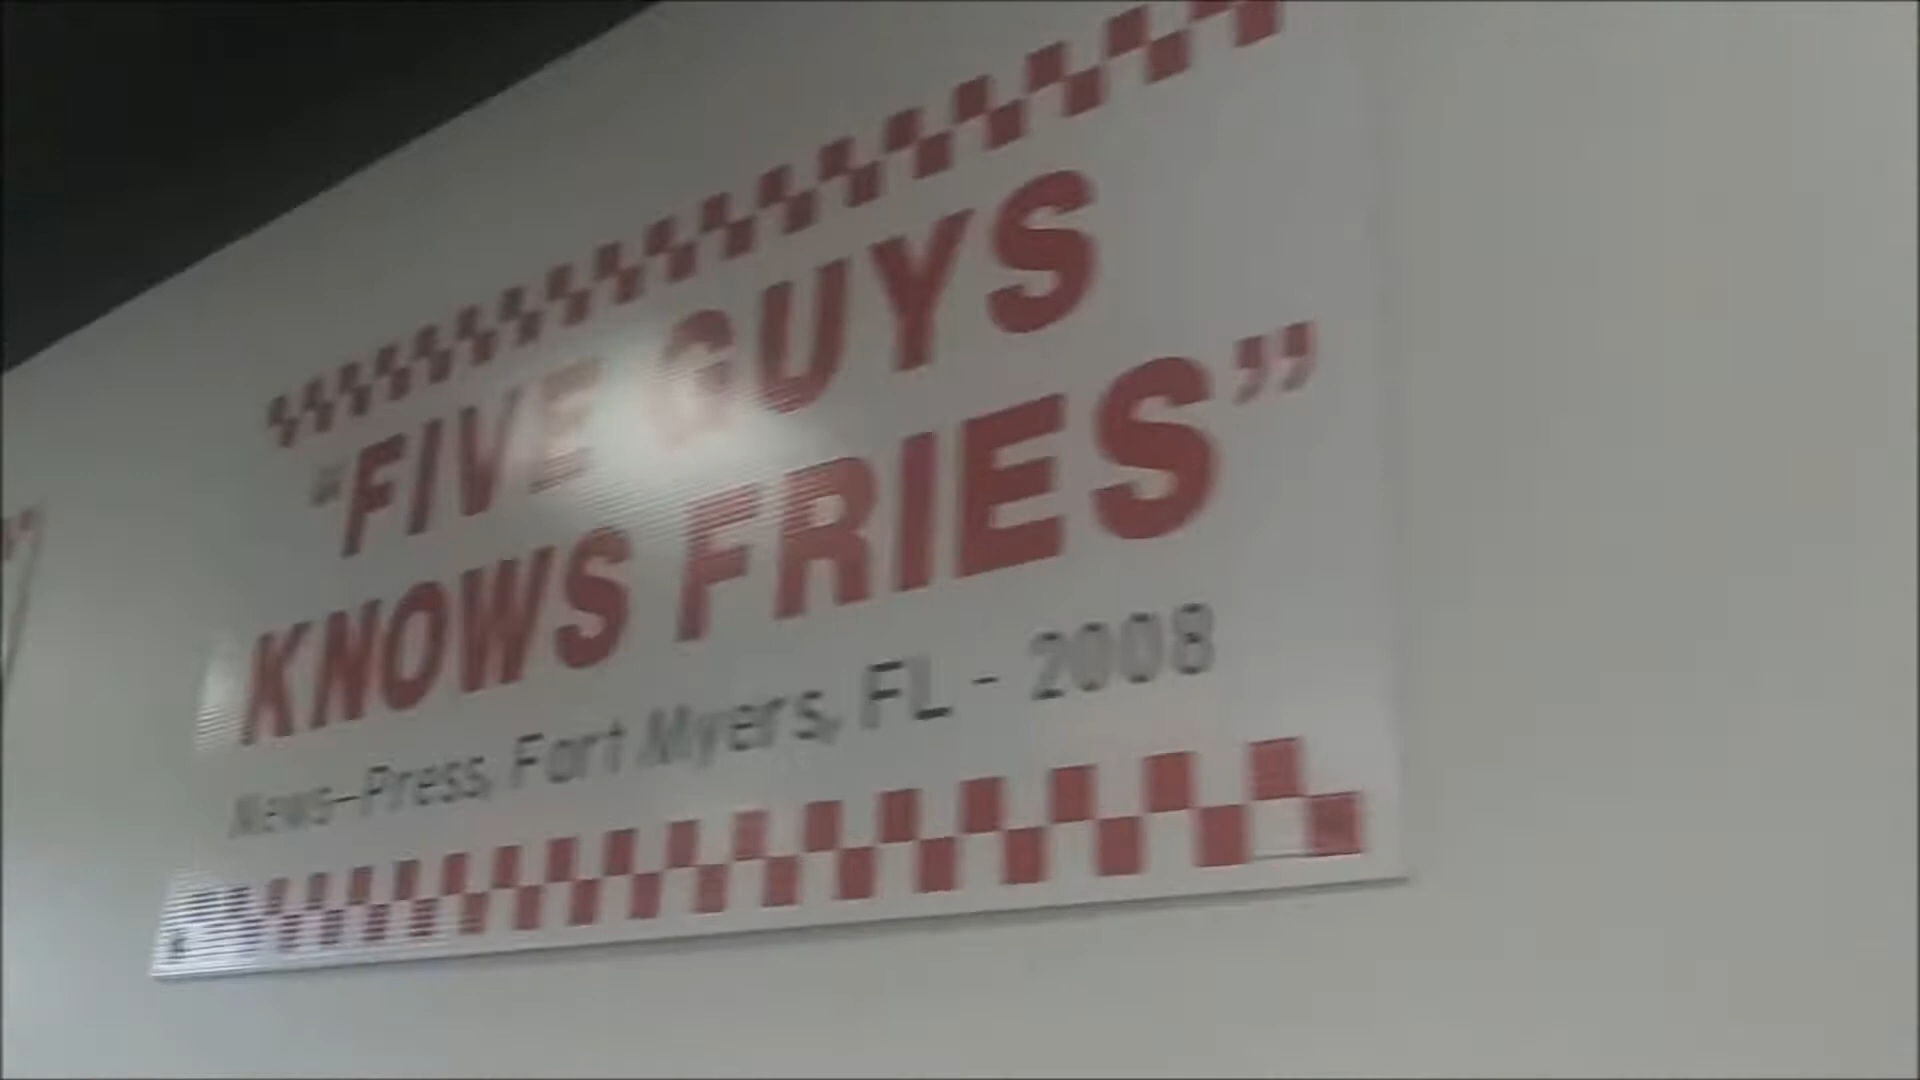 “FIVE GUYS
KNOWS FRIES”
News-Press, Fort Myers, FL - 2008